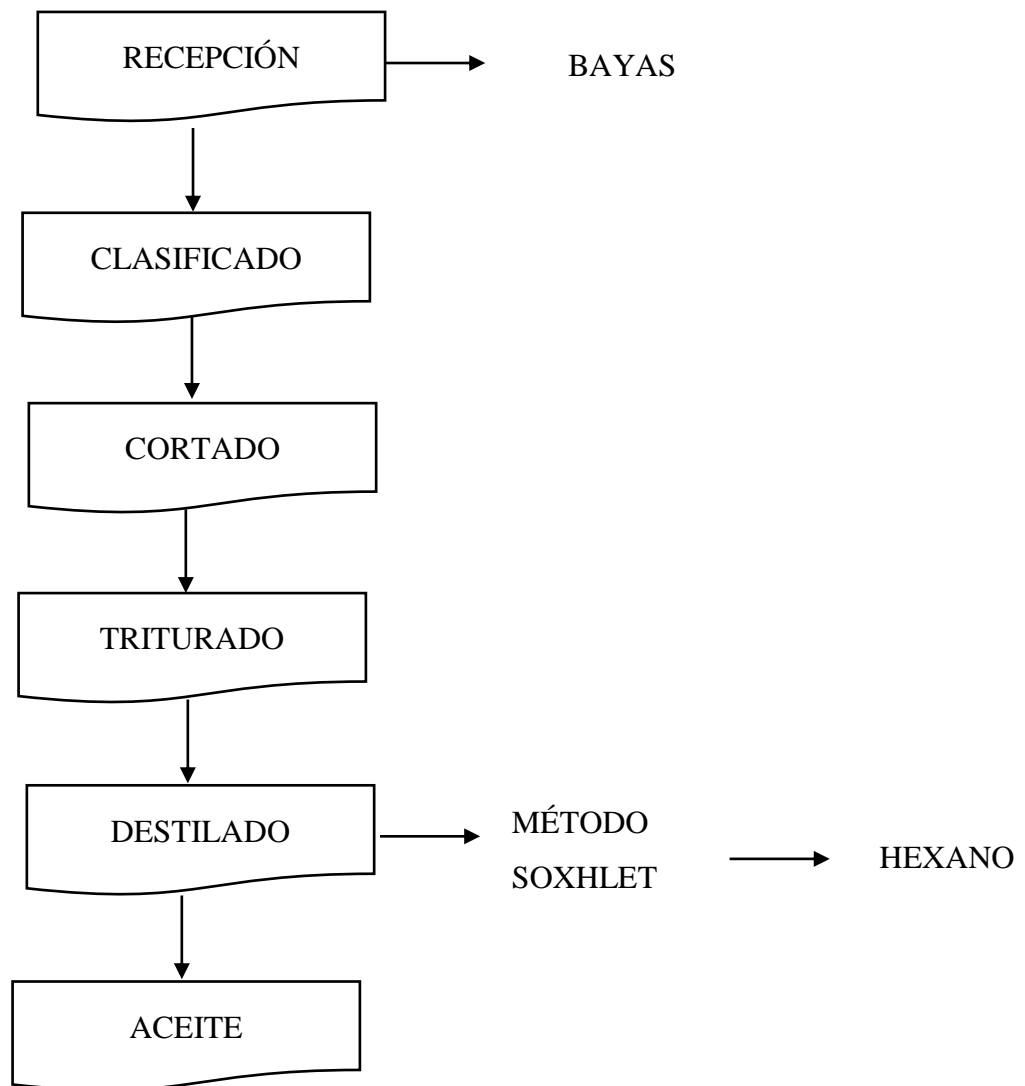 RECEPCIÓN
BAYAS
CLASIFICADO
CORTADO
TRITURADO
DESTILADO
MÉTODO
SOXHLET
HEXANO
ACEITE